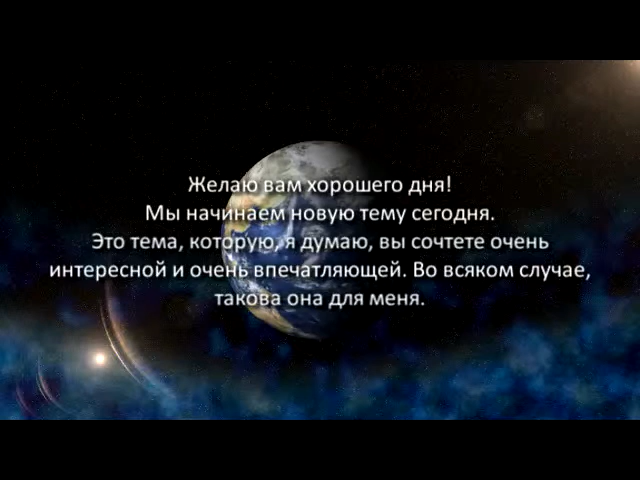 Желаю вам хорошего дня!
Мы начинаем новую тему сегодня.
Это тема, которую, я думаю, вы сочтете очень
интересной и очень впечатляющей. Во всяком случае,
такова она для меня.